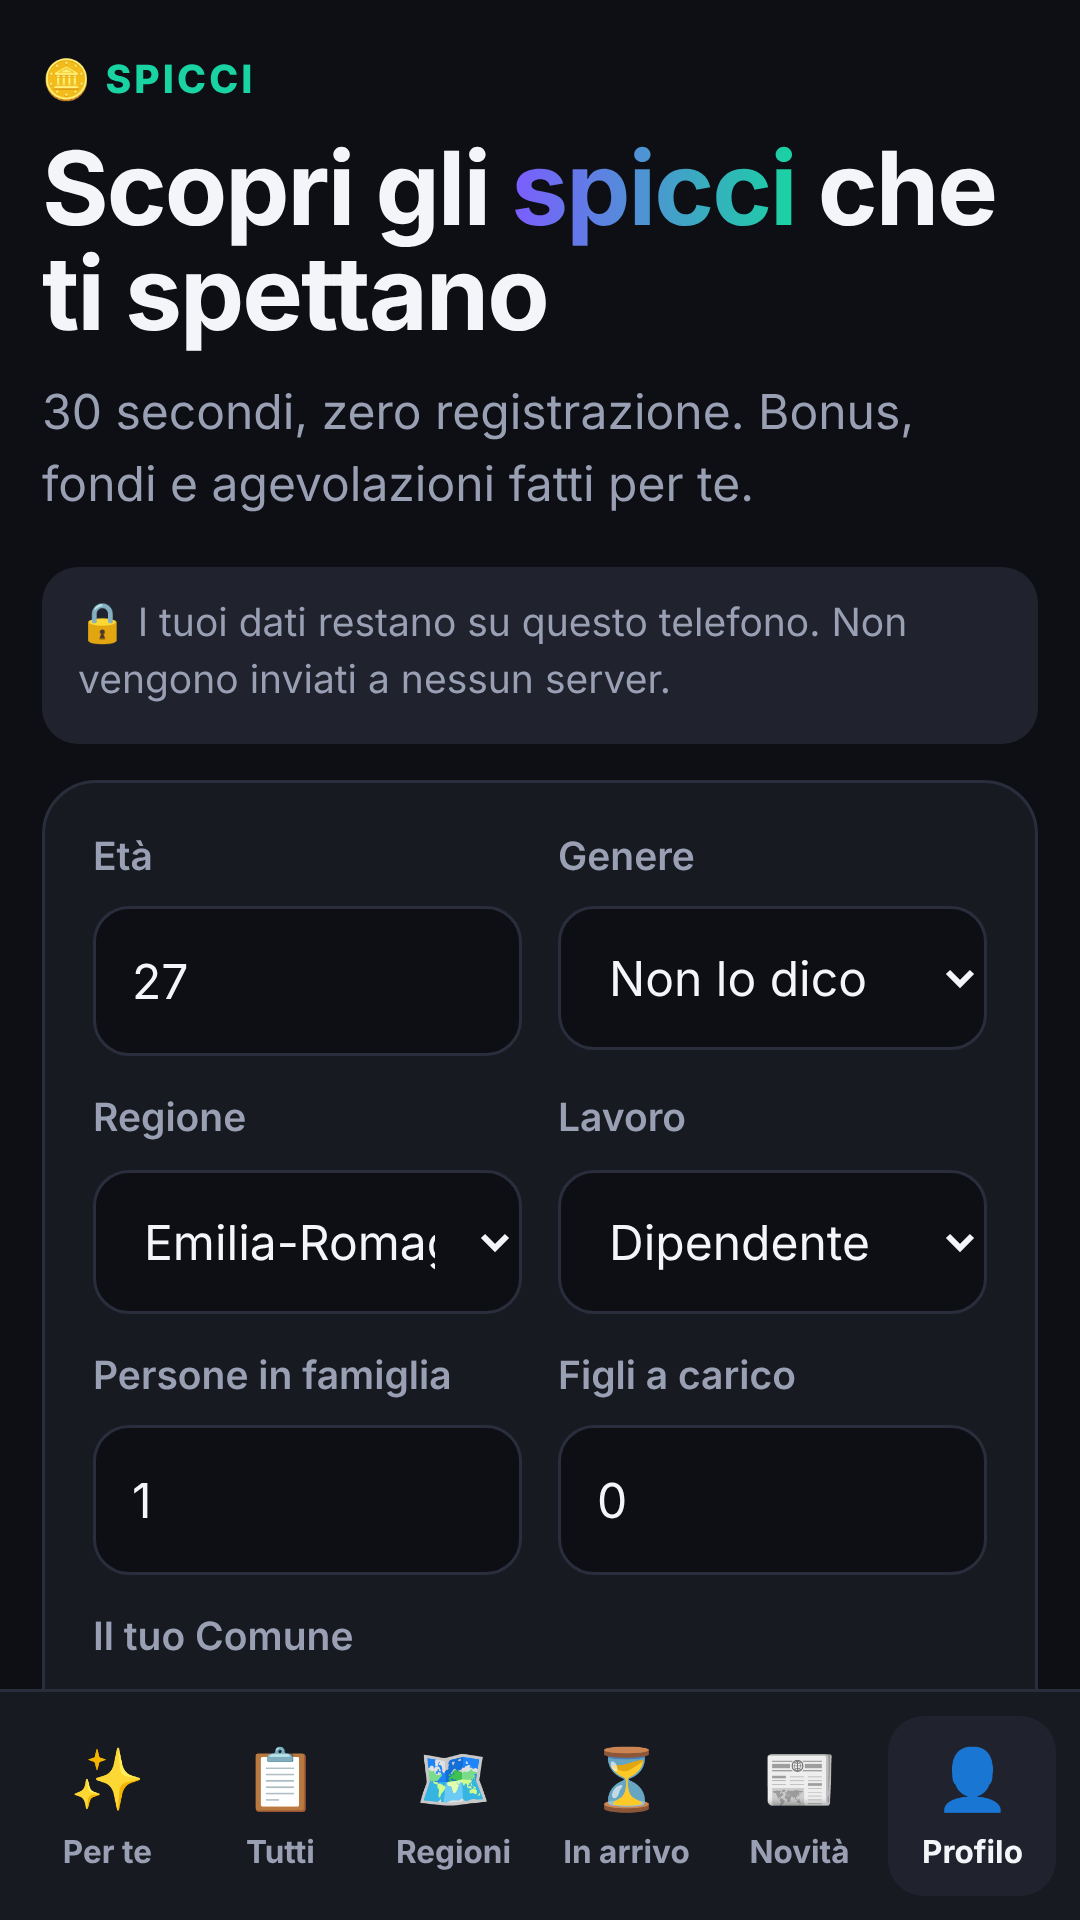 SPICCI
Scopri gli spicci che
ti spettano
30 secondi, zero registrazione. Bonus,
fondi e agevolazioni fatti per te.
I tuoi dati restano su questo telefono. Non
vengono inviati a nessun server.
Età
Genere
27
Non lo dico
Regione
Lavoro
Emilia-Romag
Dipendente
Persone in famiglia
Figli a carico
1
0
Il tuo Comune
Per te
Tutti
Regioni
In arrivo
Novità
Profilo